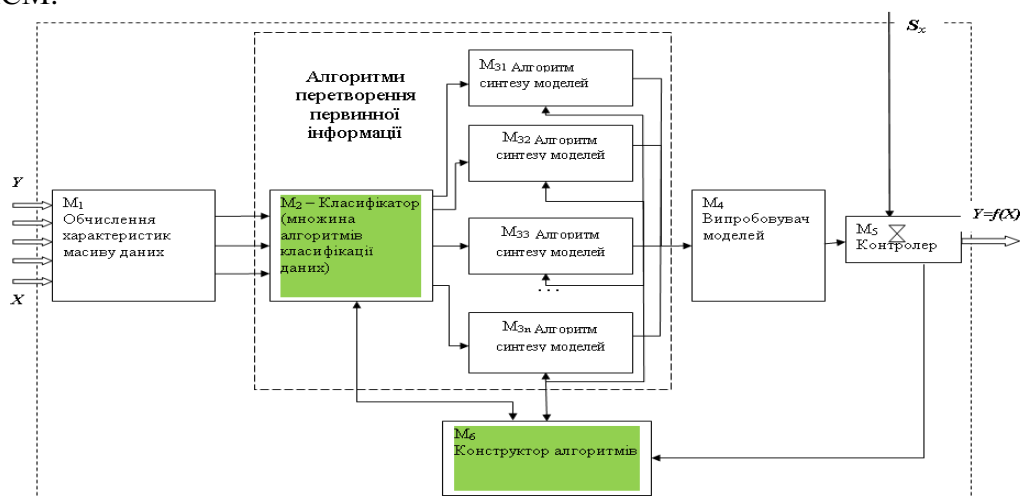 СМ.
Sx
Алгоритми
перетворення
первинної
інформації
M31 Алгоритм
синтезу моделей
M32 Алгоритм
синтезу моделей
Y
X
M1
Обчислення
характеристик
масиву даних
M2 – Класифікатор
(множина
алгоритмів
класифікації
даних)
M33 Алгоритм
синтезу моделей
...
M3n Алгоритм
синтезу моделей
M4
Випробовувач
моделей
M5
Контролер
Y=f(X)
M6
Конструктор алгоритмів